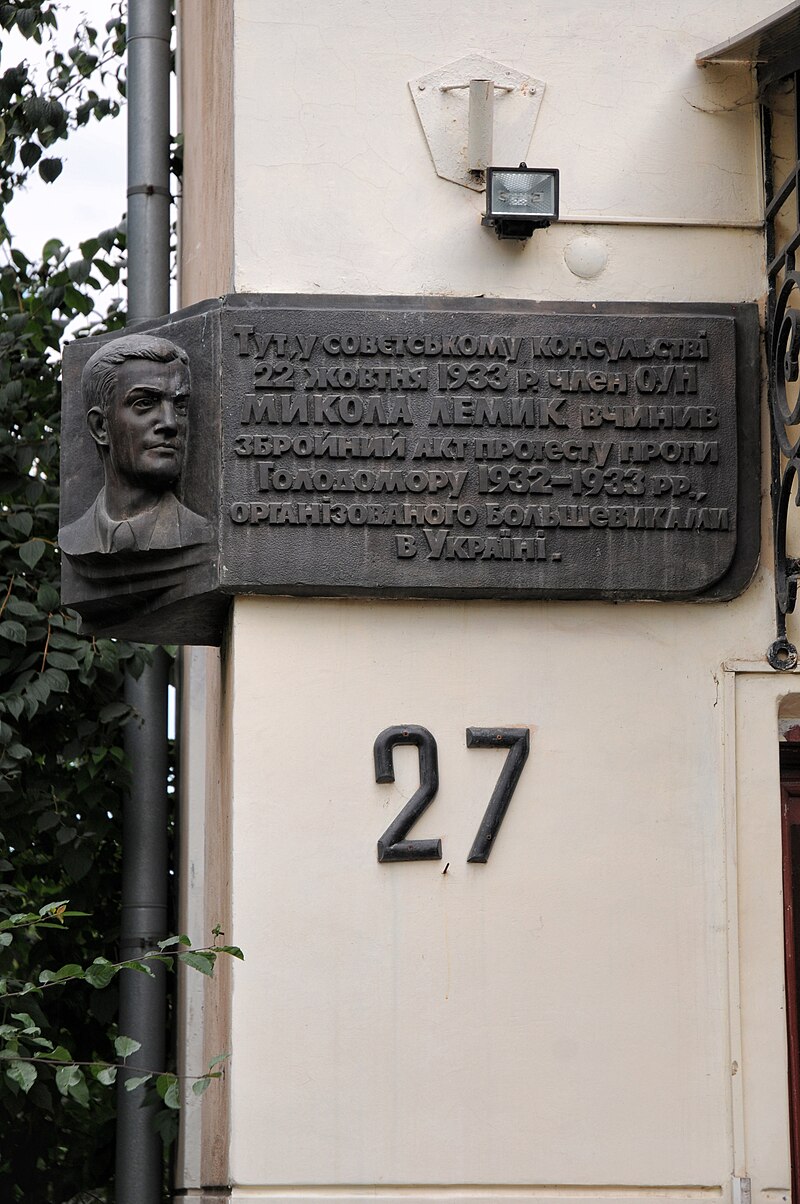 Тут, у совєтському консульстві
22 жовтня 1933 р. член ОУН
МИКОЛА ЛЕМИК вчинив
збройний акт протесту проти
Голодомору 1932–1933 рр.,
організованого большевиками
в Україні.
27